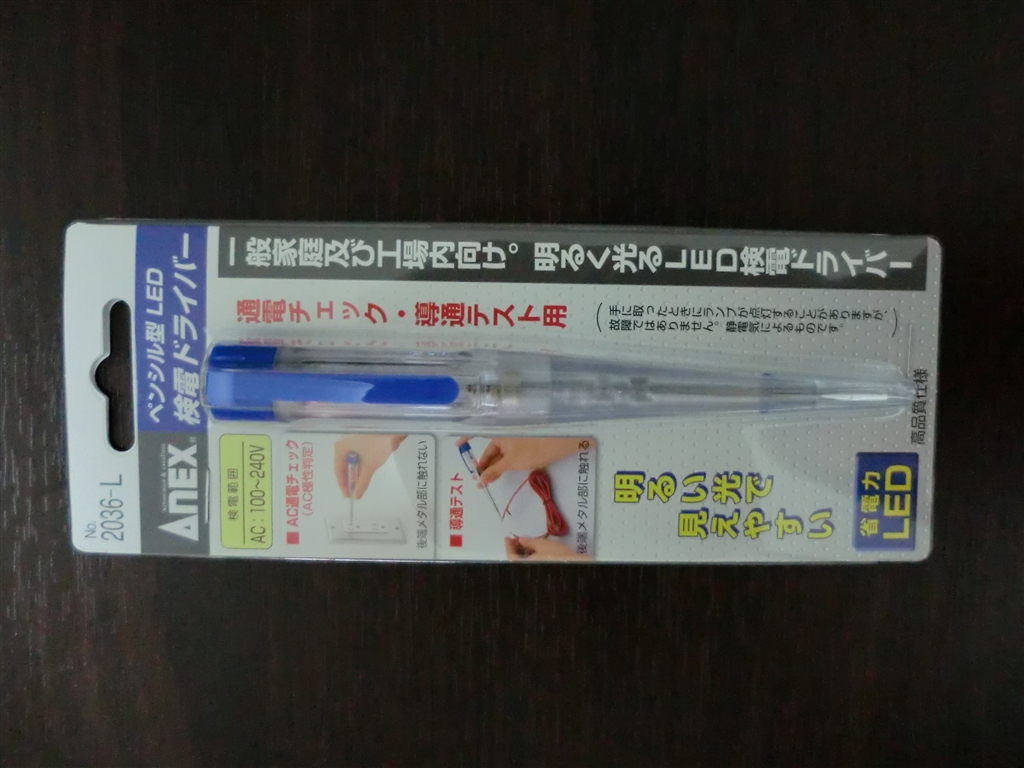 No.
2036-L
ペンシル型 LED
検電ドライバー
ANEX
一般家庭及び工場内向け。 明るく光るLED検電ドライバー
通電チェック・導通テスト用
(手に取ったときにランプが点灯することがありますが、
故障ではありません。静電気によるものです。)
検電範囲
AC:100~240V
■ AC通電チェック
(AC極性判定)
後端メタル部に触れない
■ 導通テスト
後端メタル部に触れる
明るい光で
見えやすい
省電力
LED
高品質仕様